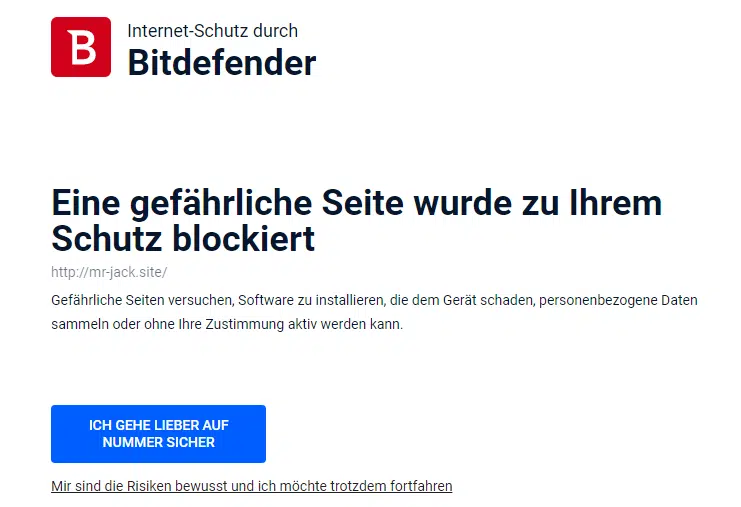 B
Internet-Schutz durch
Bitdefender
Eine gefährliche Seite wurde zu Ihrem
Schutz blockiert
http://mr-jack.site/
Gefährliche Seiten versuchen, Software zu installieren, die dem Gerät schaden, personenbezogene Daten
sammeln oder ohne Ihre Zustimmung aktiv werden kann.
ICH GEHE LIEBER AUF
NUMMER SICHER
Mir sind die Risiken bewusst und ich möchte trotzdem fortfahren